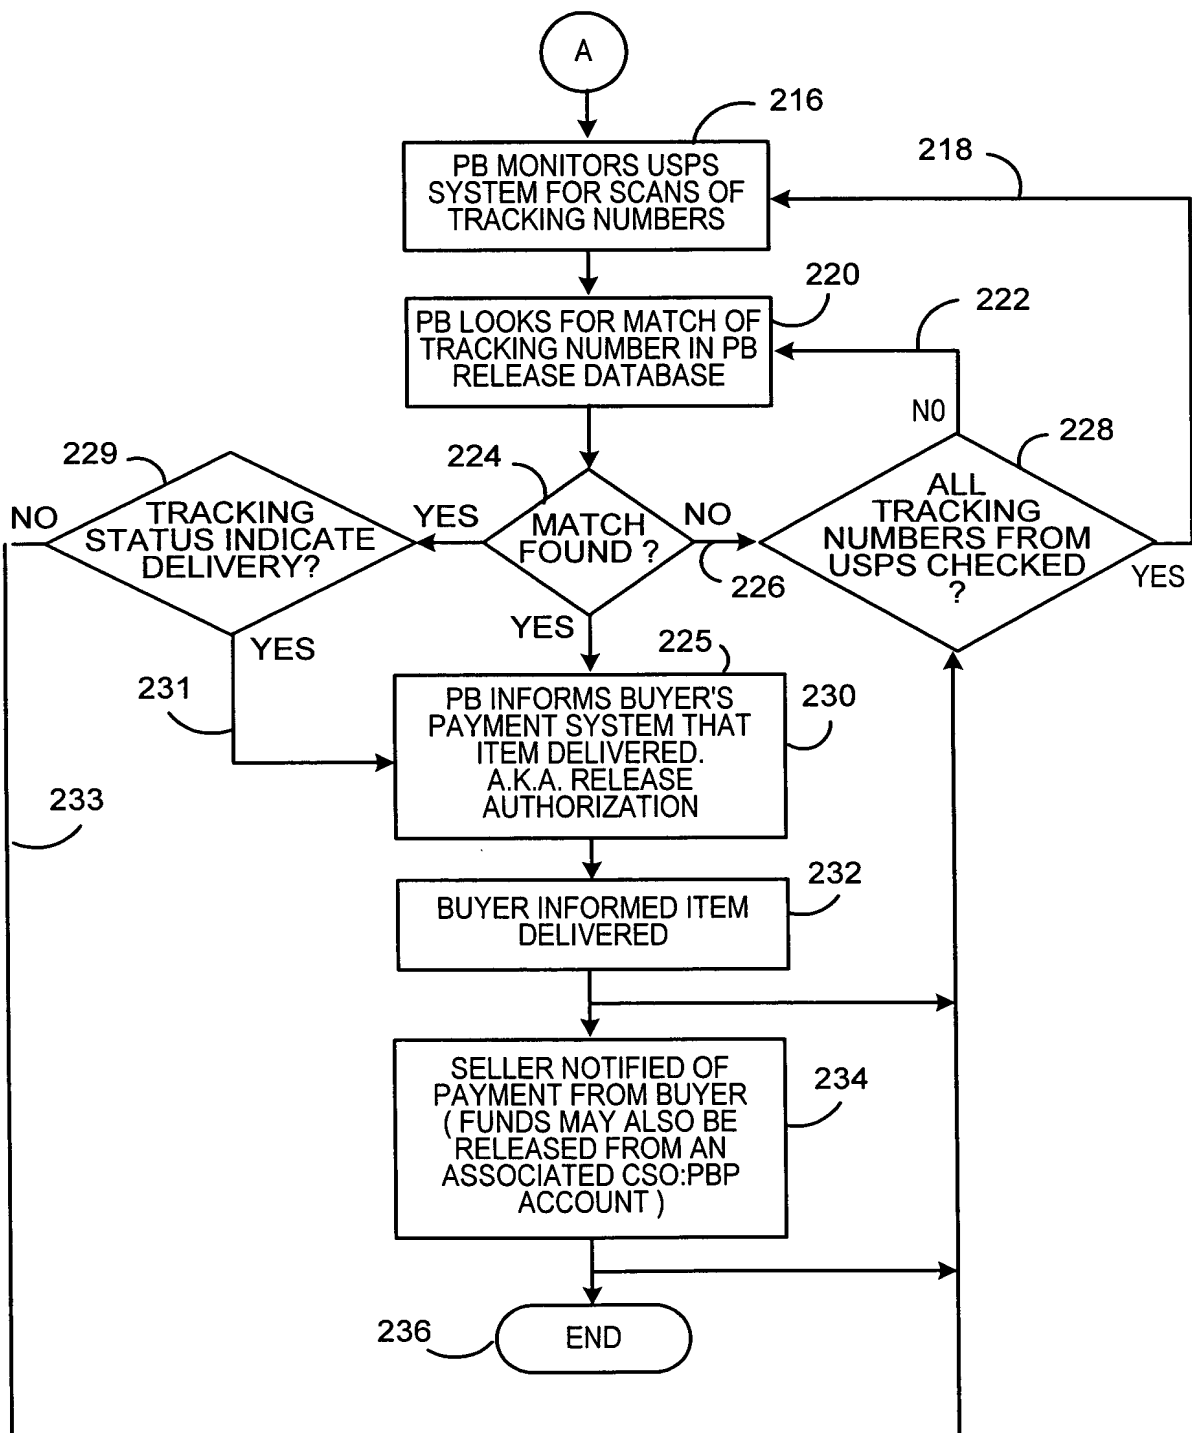 A
216
PB MONITORS USPS
SYSTEM FOR SCANS OF
TRACKING NUMBERS
218
220
PB LOOKS FOR MATCH OF
TRACKING NUMBER IN PB
RELEASE DATABASE
222
N0
228
229
224
NO
TRACKING
STATUS INDICATE
DELIVERY?
YES
MATCH
FOUND ?
NO
226
ALL
TRACKING
NUMBERS FROM
USPS CHECKED
?
YES
YES
YES
225
231
PB INFORMS BUYER'S
PAYMENT SYSTEM THAT
ITEM DELIVERED.
A.K.A. RELEASE
AUTHORIZATION
230
233
232
BUYER INFORMED ITEM
DELIVERED
SELLER NOTIFIED OF
PAYMENT FROM BUYER
( FUNDS MAY ALSO BE
RELEASED FROM AN
ASSOCIATED CSO:PBP
ACCOUNT )
234
236
END